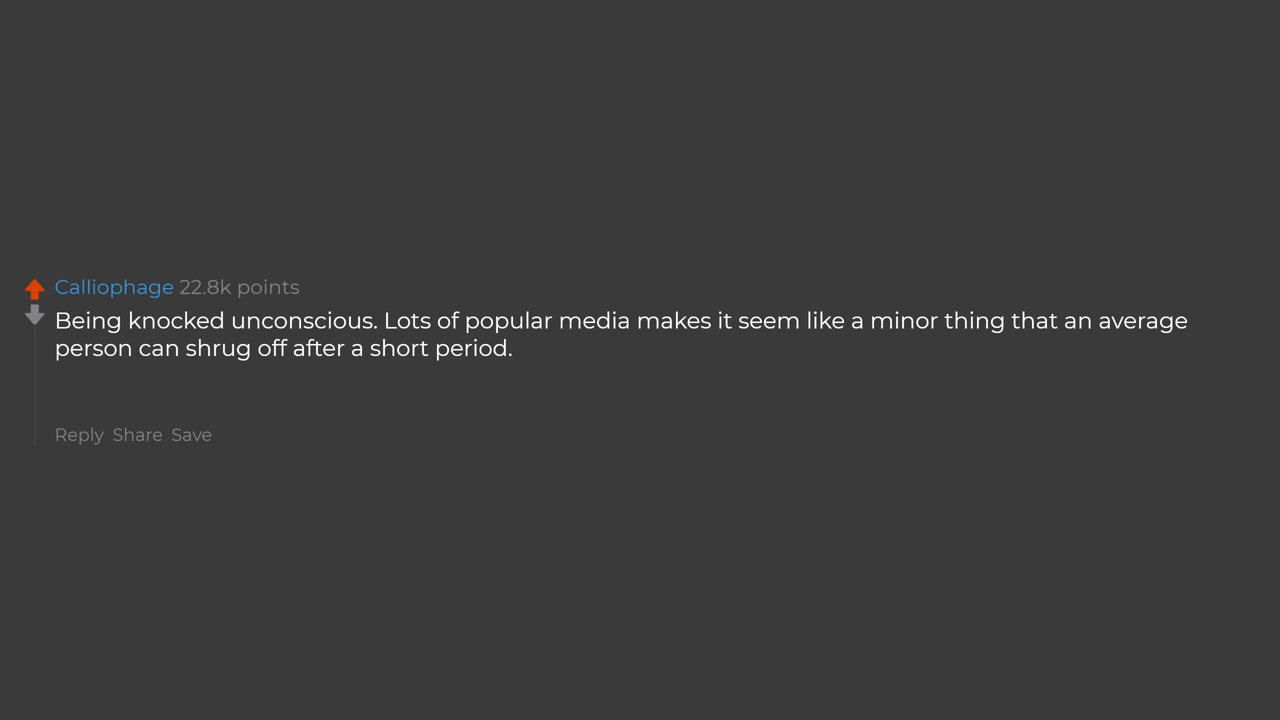 Calliophage 22.8k points
Being knocked unconscious. Lots of popular media makes it seem like a minor thing that an average
person can shrug off after a short period.
Reply Share Save